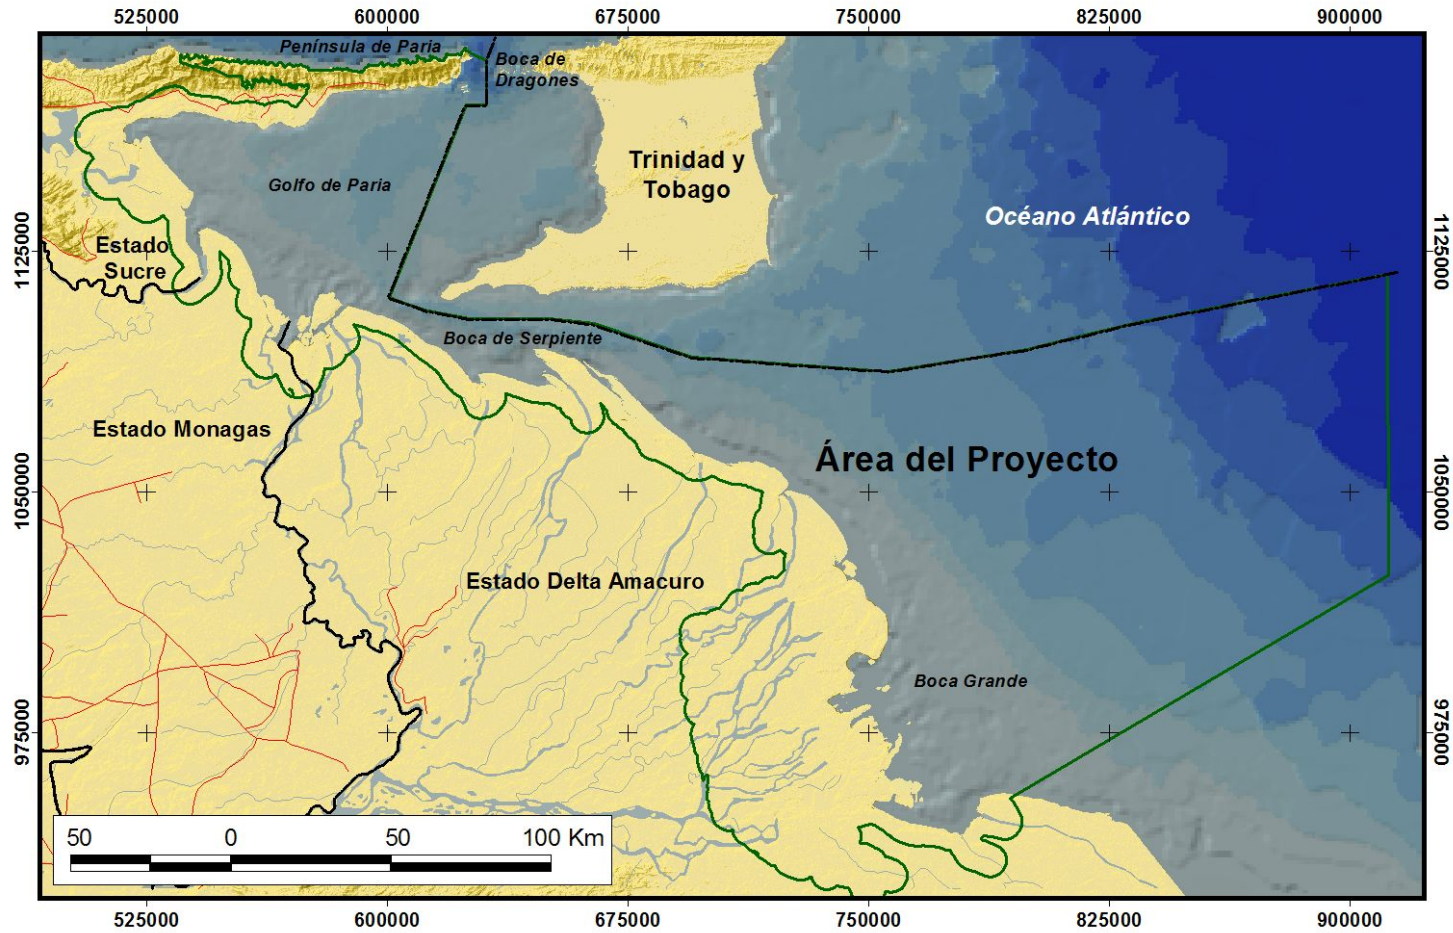 525000 600000 675000 750000 825000 900000
Península de Paria
Boca de
Dragones
Trinidad y
Tobago
Golfo de Paria
Océano Atlántico
1125000
1125000
Estado
Sucre
Boca de Serpiente
Estado Monagas
Área del Proyecto
1050000
1050000
Estado Delta Amacuro
Boca Grande
975000
975000
50 0 50 100 Km
525000 600000 675000 750000 825000 900000